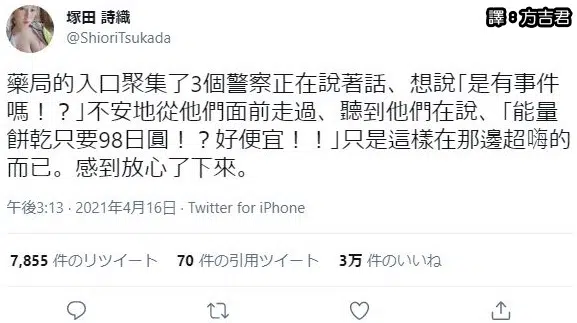 塚田 詩織
譯8方吉君
@ShioriTsukada
藥局的入口聚集了3個警察正在說著話、想說｢是有事件
嗎！？｣不安地從他們面前走過、聽到他們在說、｢能量
餅乾只要98日圓！？好便宜！！｣只是這樣在那邊超嗨的
而已。感到放心了下來。
午後3:13 · 2021年4月16日 · Twitter for iPhone
7,855 件のリツイート 70 件の引用ツイート 3万 件のいいね